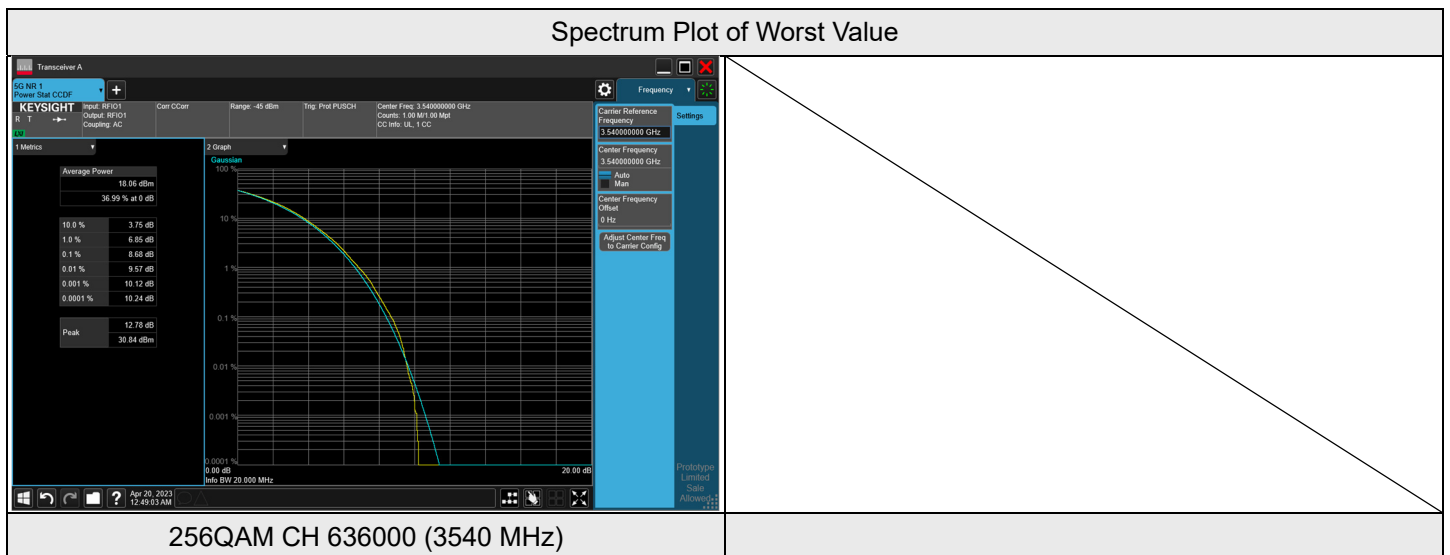 Spectrum Plot of Worst Value
Transceiver A
5G NR 1
Power Stat CCDF
+
Frequency
KEYSIGHT
R T
LW
Input: RFIO1
Output: RFIO1
Coupling: AC
Corr CCorr
Range: -45 dBm
Trig: Prot PUSCH
Center Freq: 3.540000000 GHz
Counts: 1.00 M/1.00 Mpt
CC Info: UL, 1 CC
Carrier Reference
Frequency
3.540000000 GHz
Settings
Center Frequency
3.540000000 GHz
Auto
Man
Center Frequency
Offset
0 Hz
Adjust Center Freq
to Carrier Config
1 Metrics
Average Power
18.06 dBm
36.99 % at 0 dB
10.0 % 3.75 dB
1.0 % 6.85 dB
0.1 % 8.68 dB
0.01 % 9.57 dB
0.001 % 10.12 dB
0.0001 % 10.24 dB
Peak
12.78 dB
30.84 dBm
2 Graph
Gaussian
100 %
10 %
1 %
0.1 %
0.01 %
0.001 %
0.0001 %
0.00 dB 20.00 dB
Info BW 20.000 MHz
Prototype
Limited
Sale
Allowed
?
Apr 20, 2023
12:49:03 AM
256QAM CH 636000 (3540 MHz)